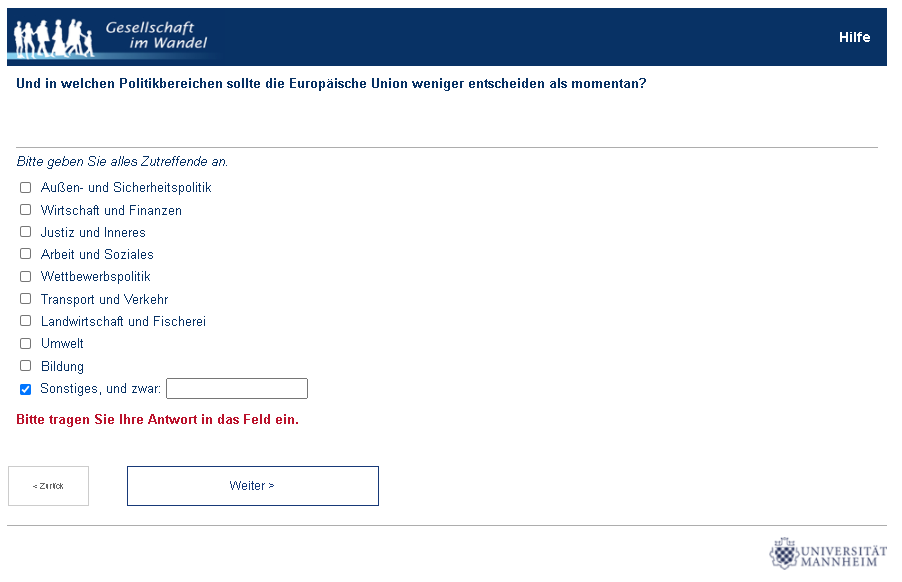 Gesellschaft
im Wandel
Hilfe
Und in welchen Politikbereichen sollte die Europäische Union weniger entscheiden als momentan?
Bitte geben Sie alles Zutreffende an.
Außen- und Sicherheitspolitik
Wirtschaft und Finanzen
Justiz und Inneres
Arbeit und Soziales
Wettbewerbspolitik
Transport und Verkehr
Landwirtschaft und Fischerei
Umwelt
Bildung
Sonstiges, und zwar:
Bitte tragen Sie Ihre Antwort in das Feld ein.
< Zurück
Weiter >
UNIVERSITÄT
MANNHEIM